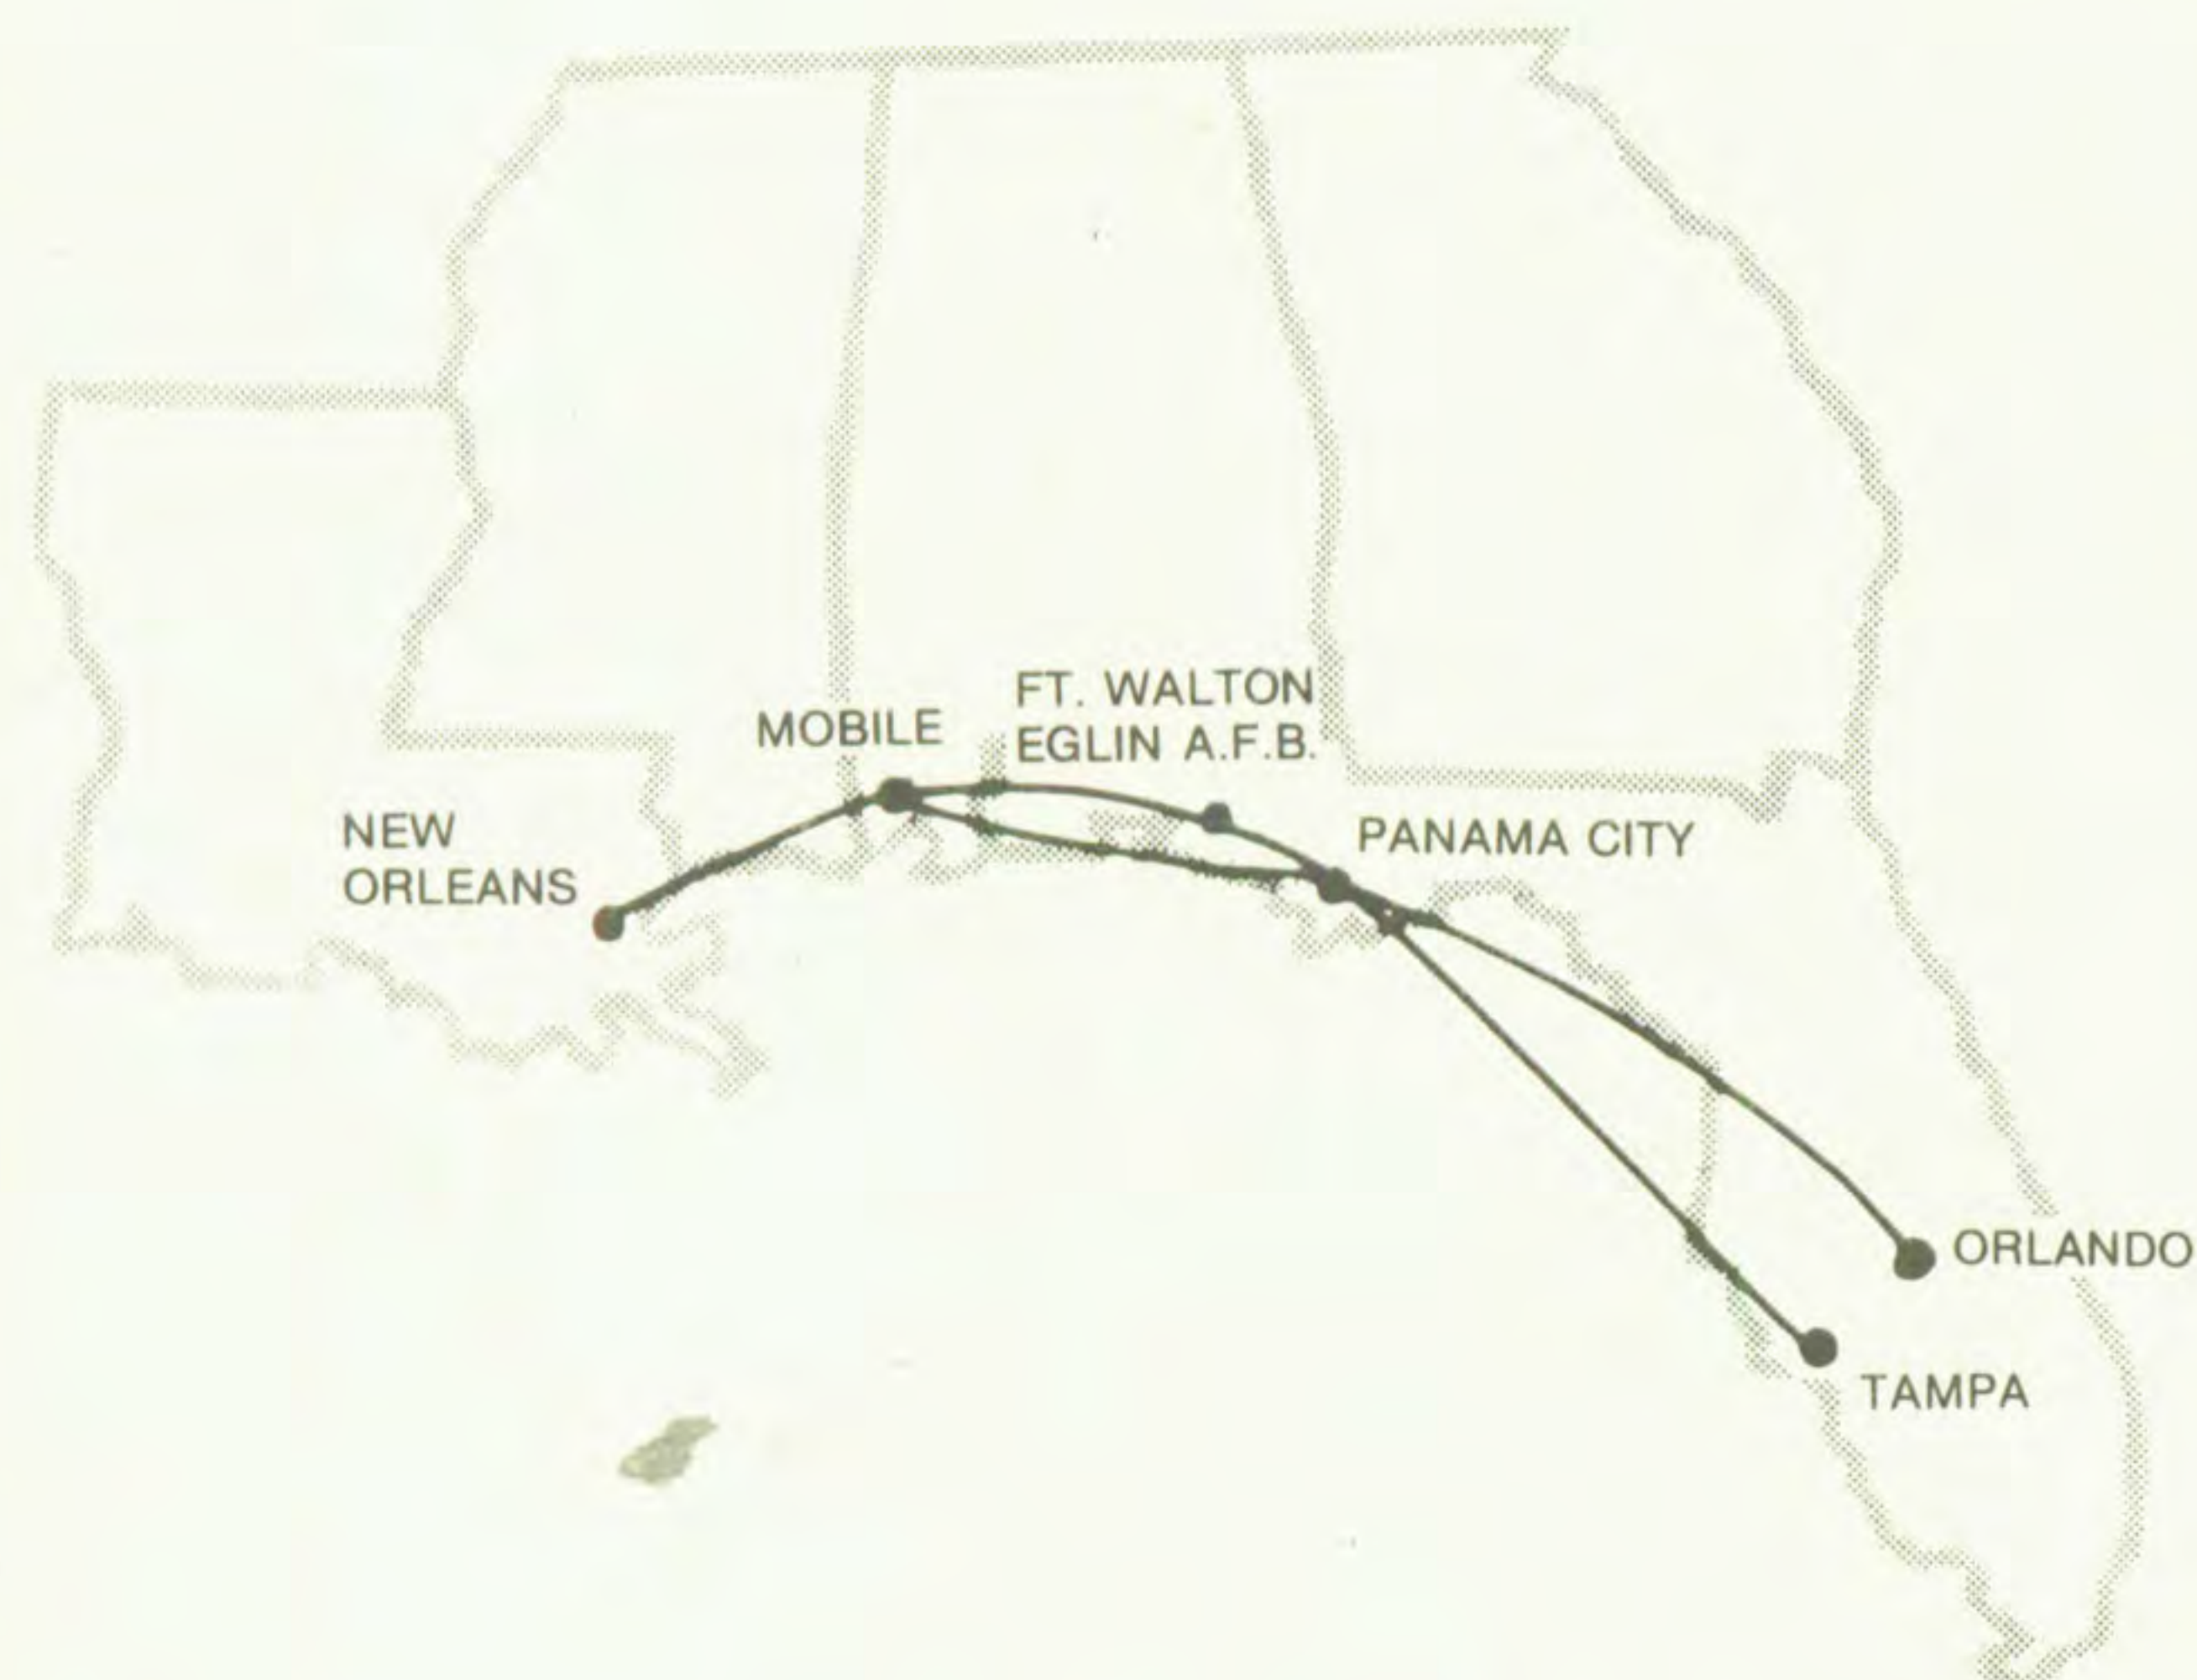 FT. WALTON
EGLIN A.F.B.
MOBILE
NEW
ORLEANS
PANAMA CITY
ORLANDO
TAMPA